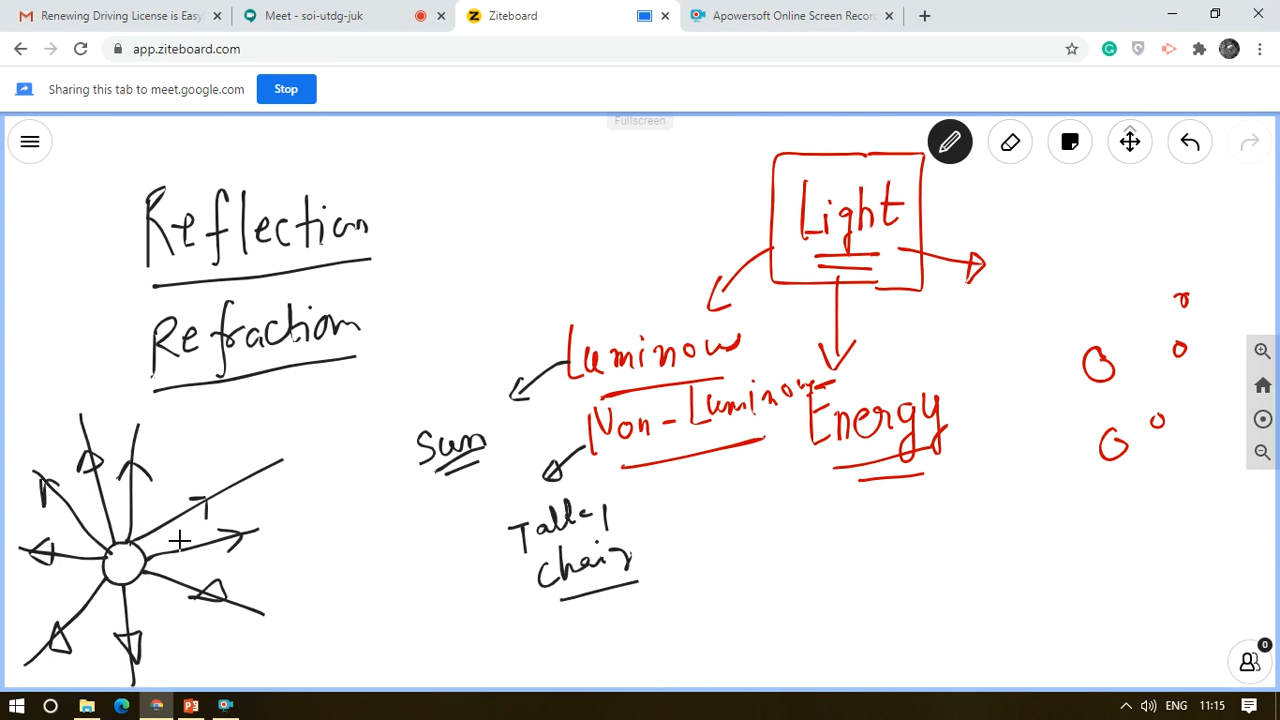 Renewing Driving License is Easy
Meet - soi-utdg-juk
Ziteboard
Apowersoft Online Screen Record
app.ziteboard.com
Sharing this tab to meet.google.com
Stop
Fullscreen
Reflection
Refraction
Light
Luminous
Non-Luminous
Energy
Sun
Table,
Chair
0
ENG
11:15